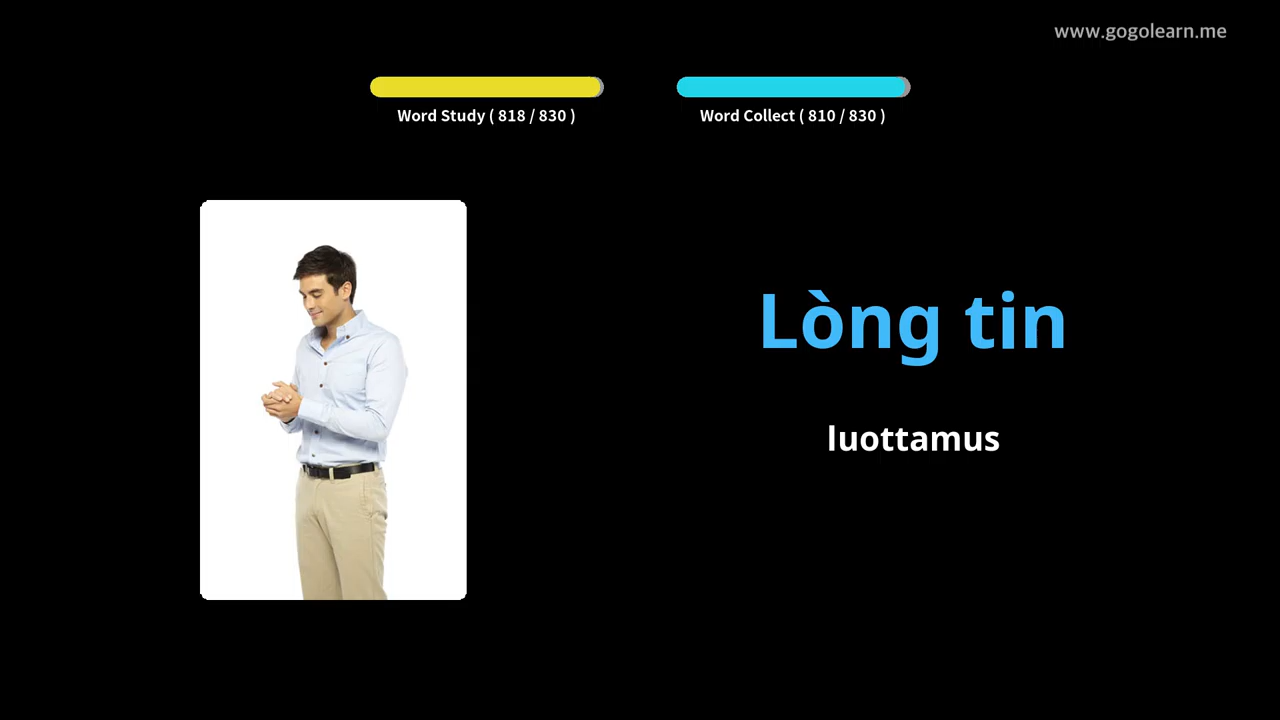 www.gogolearn.me
Word Study ( 818 / 830 )
Word Collect ( 810 / 830 )
Lòng tin
luottamus